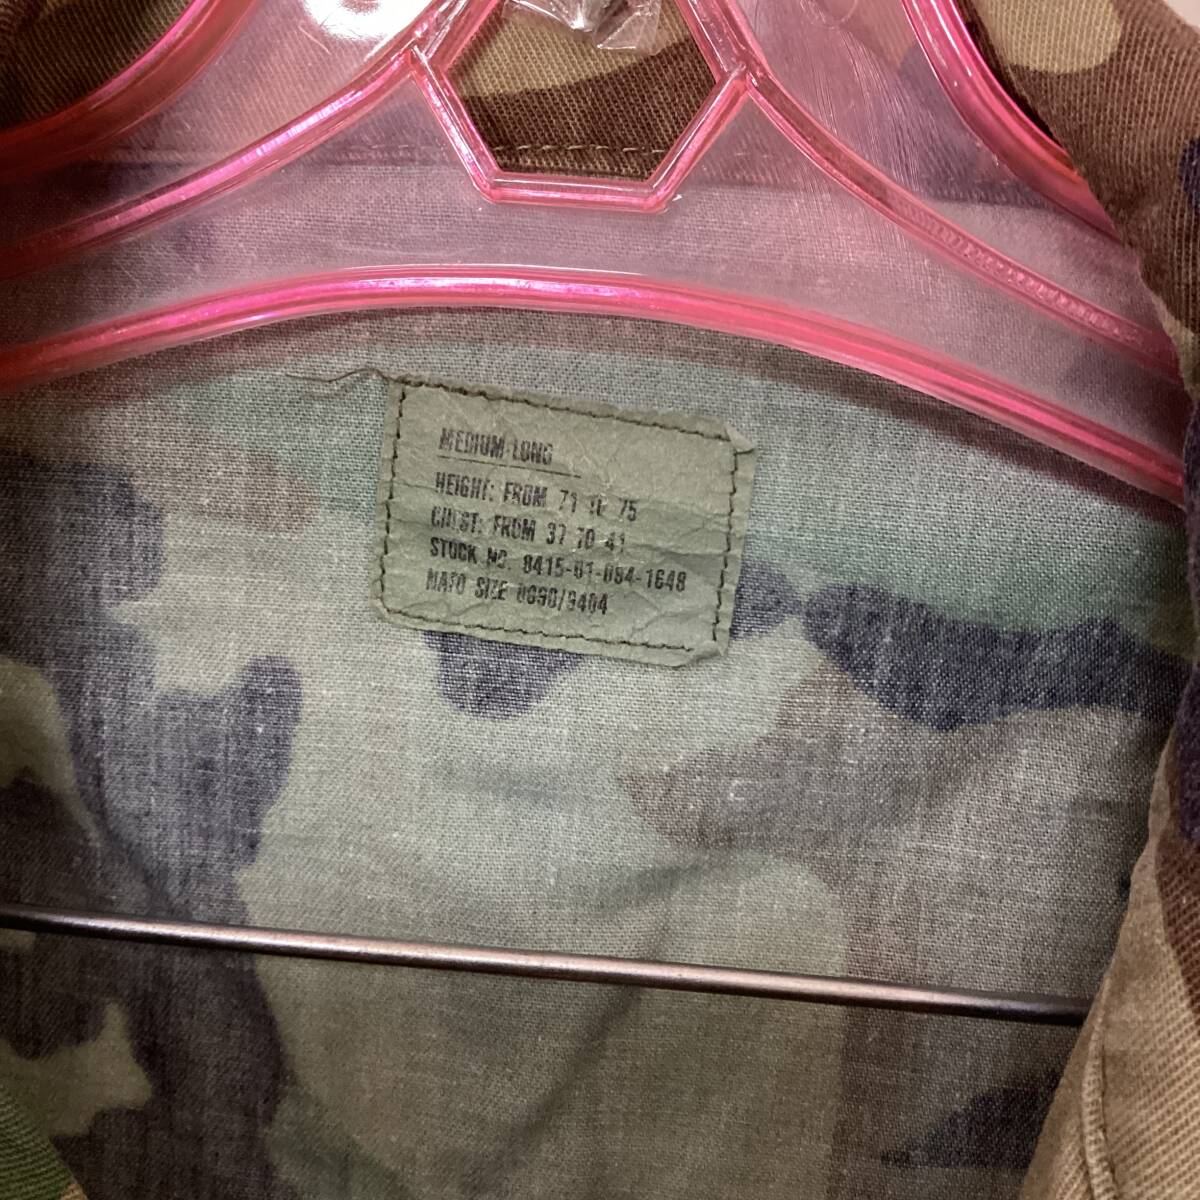 MEDIUM-LONG
HEIGHT: FROM 71 TO 75
CHEST: FROM 37 TO 41
STOCK NO. 8415-01-084-1648
NATO SIZE 8090/9404